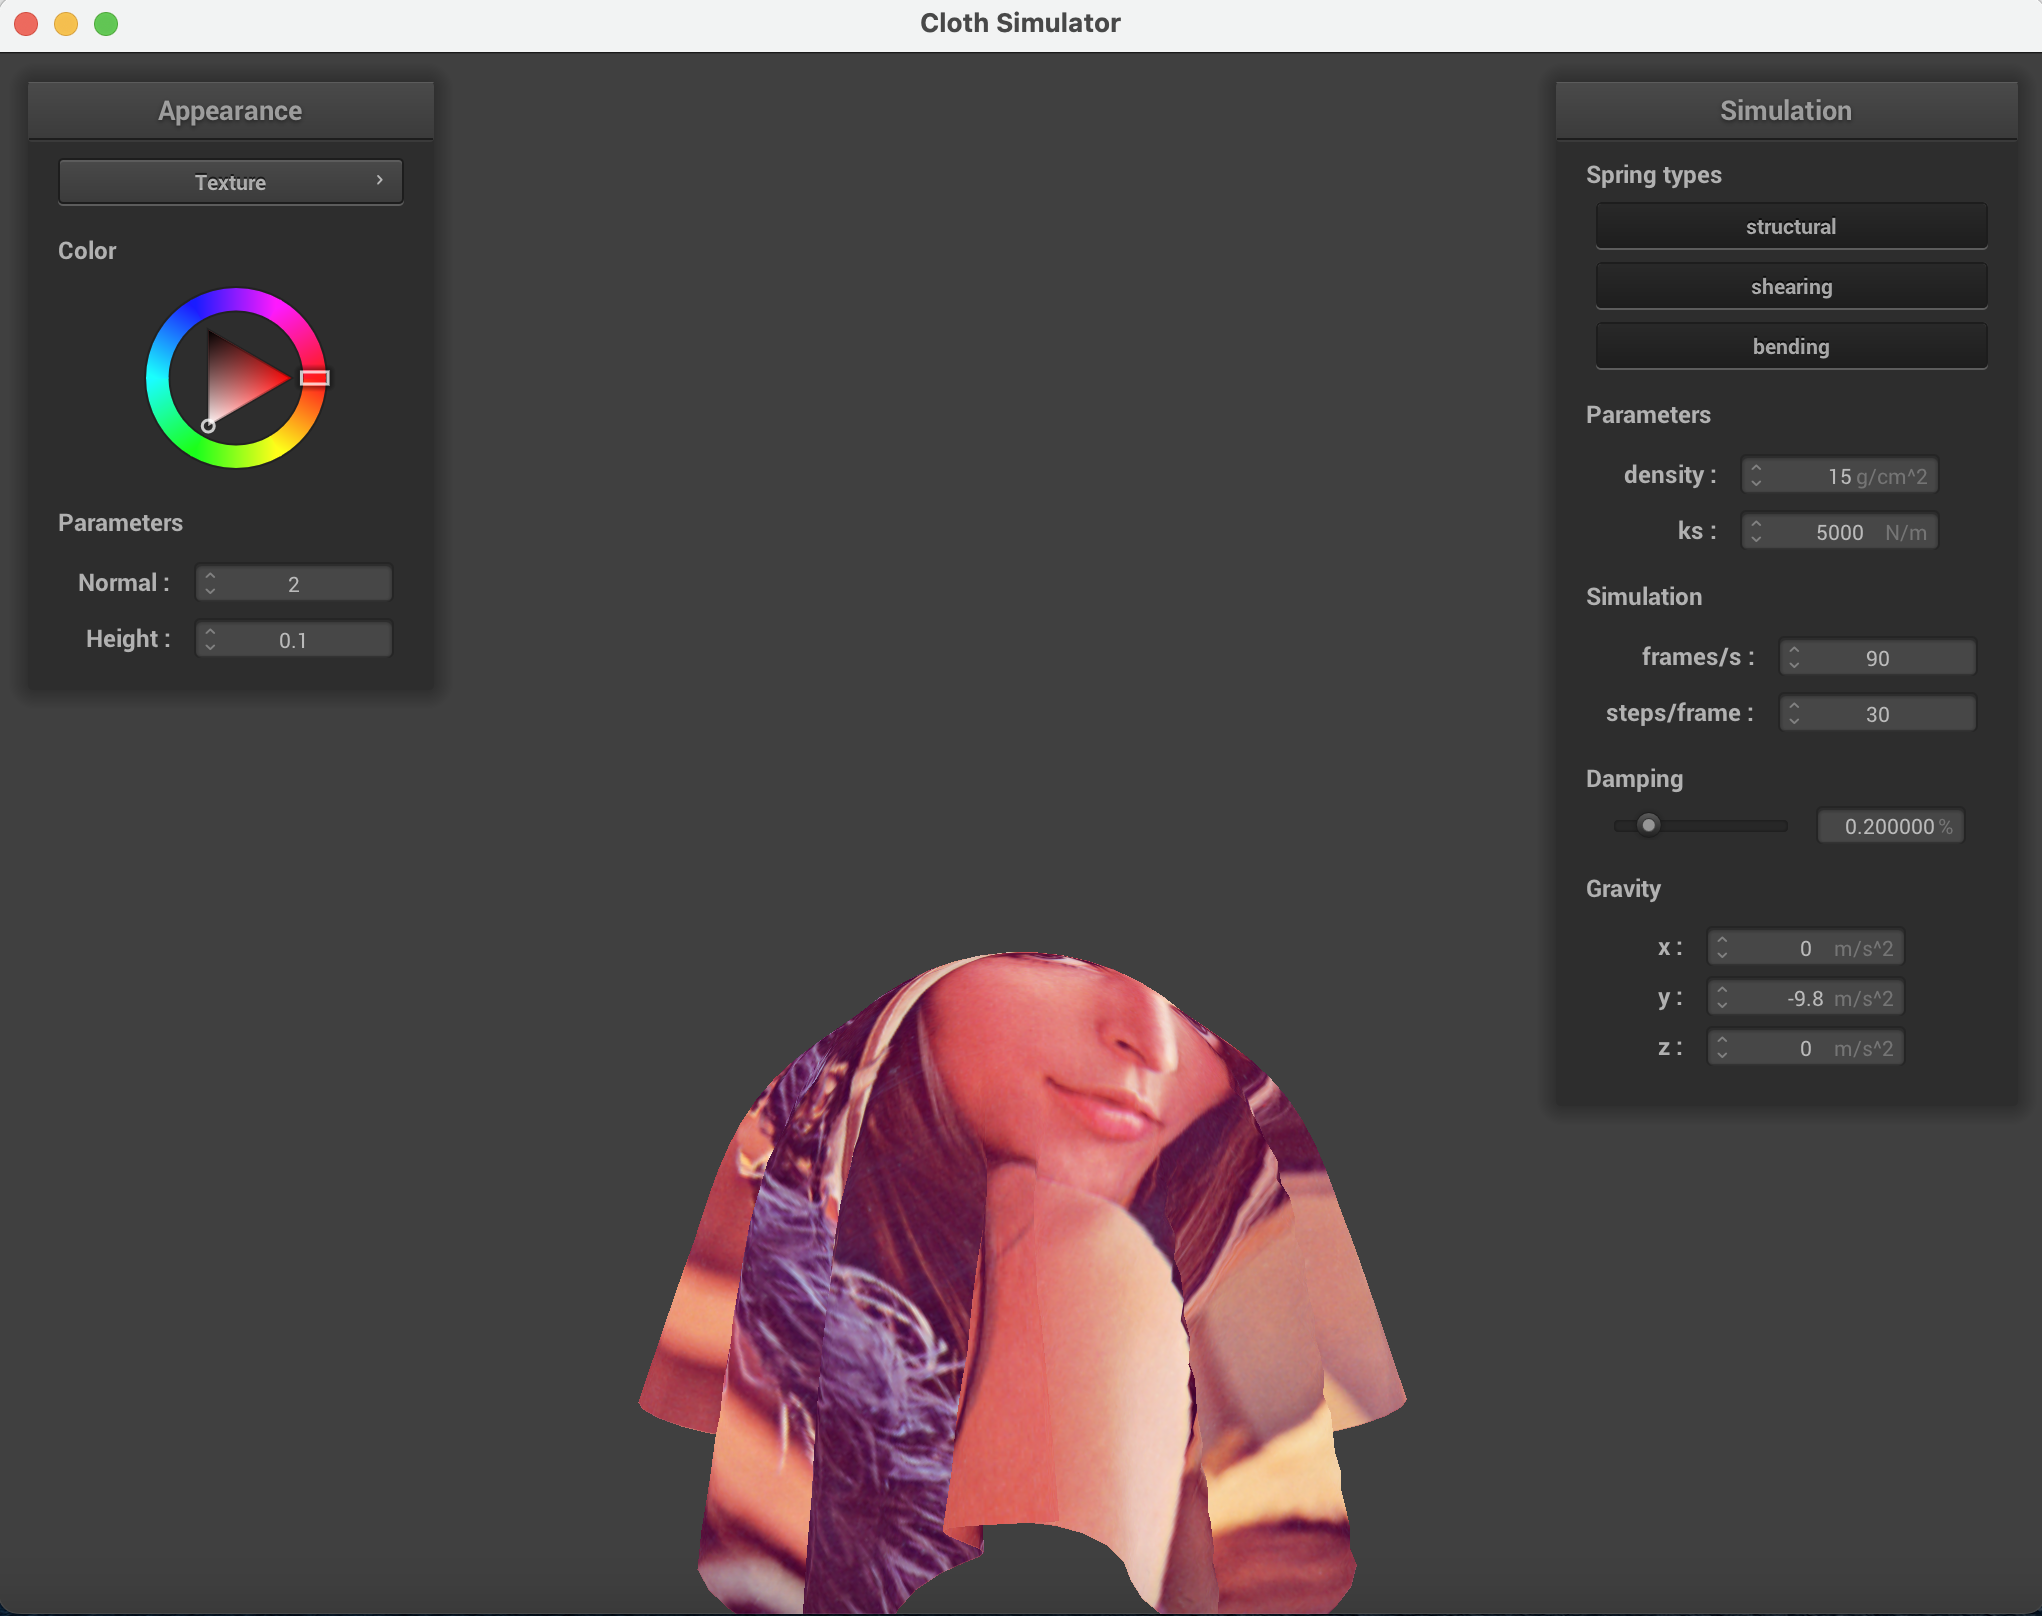 Cloth Simulator
Appearance
Texture
Color
Parameters
Normal : 2
Height : 0.1
Simulation
Spring types
structural
shearing
bending
Parameters
density : 15 g/cm^2
ks : 5000 N/m
Simulation
frames/s : 90
steps/frame : 30
Damping
0.200000 %
Gravity
x : 0 m/s^2
y : -9.8 m/s^2
z : 0 m/s^2